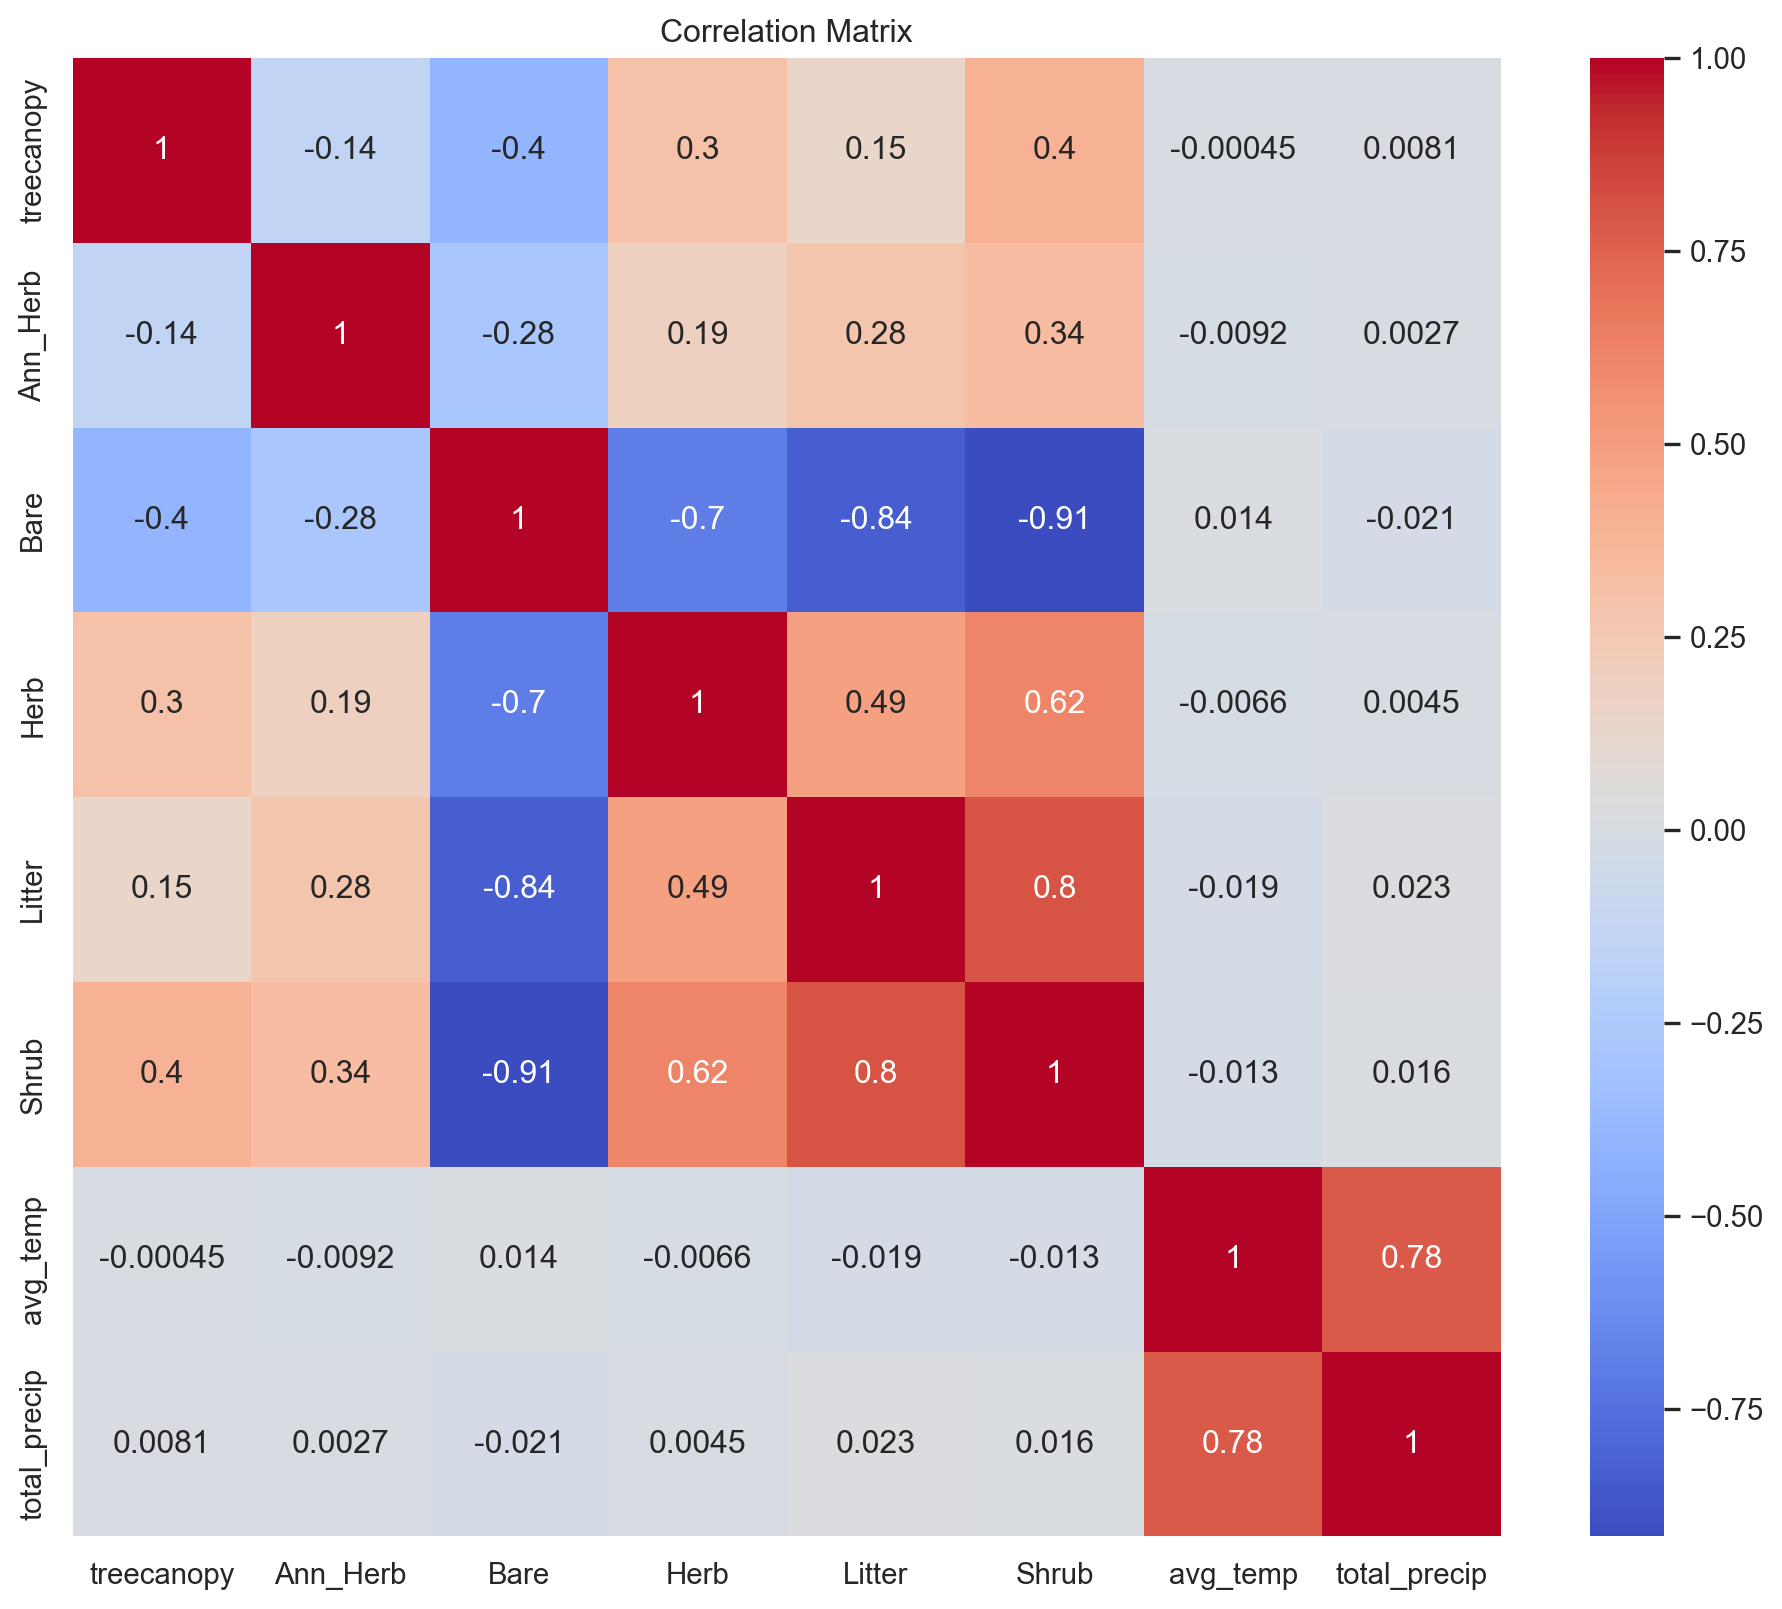 Correlation Matrix
treecanopy 1 -0.14 -0.4 0.3 0.15 0.4 -0.00045 0.0081
Ann_Herb -0.14 1 -0.28 0.19 0.28 0.34 -0.0092 0.0027
Bare -0.4 -0.28 1 -0.7 -0.84 -0.91 0.014 -0.021
Herb 0.3 0.19 -0.7 1 0.49 0.62 -0.0066 0.0045
Litter 0.15 0.28 -0.84 0.49 1 0.8 -0.019 0.023
Shrub 0.4 0.34 -0.91 0.62 0.8 1 -0.013 0.016
avg_temp -0.00045 -0.0092 0.014 -0.0066 -0.019 -0.013 1 0.78
total_precip 0.0081 0.0027 -0.021 0.0045 0.023 0.016 0.78 1
treecanopy Ann_Herb Bare Herb Litter Shrub avg_temp total_precip
1.00
0.75
0.50
0.25
0.00
−0.25
−0.50
−0.75